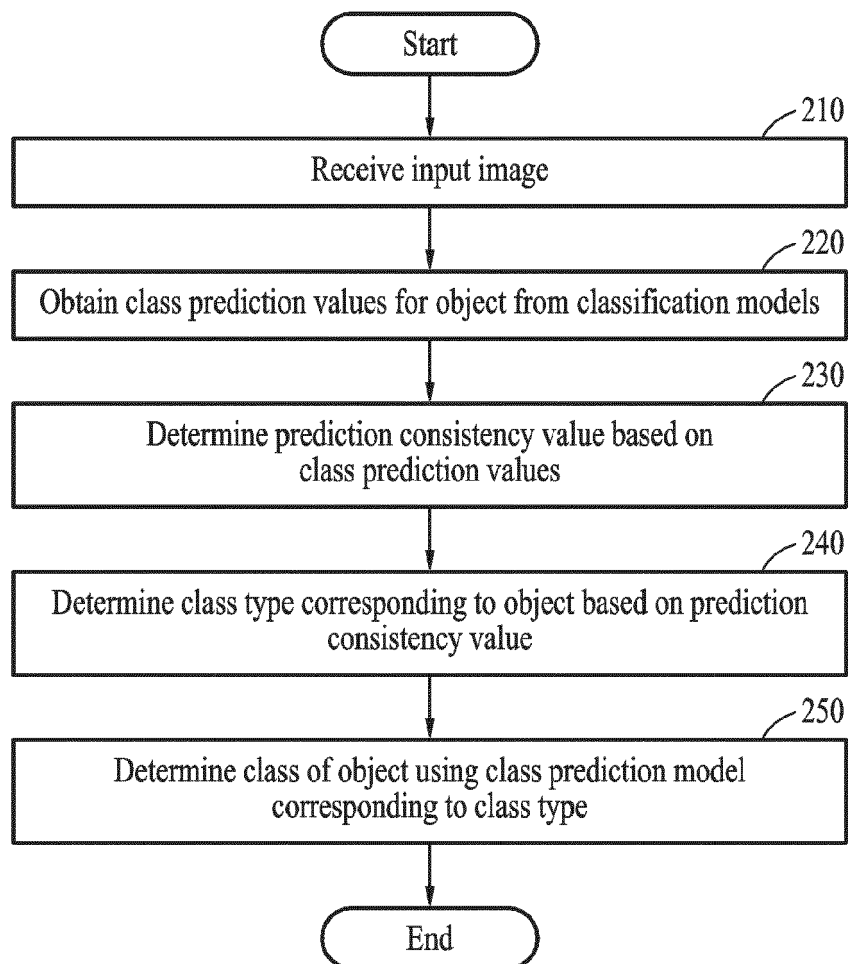 Start
210
Receive input image
220
Obtain class prediction values for object from classification models
230
Determine prediction consistency value based on
class prediction values
240
Determine class type corresponding to object based on prediction
consistency value
250
Determine class of object using class prediction model
corresponding to class type
End